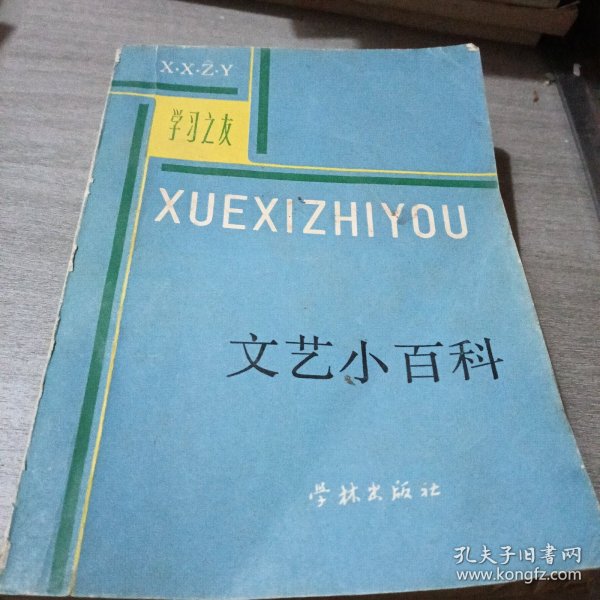 X·X·Z·Y
学习之友
XUEXIZHIYOU
文艺小百科
学林出版社
孔夫子旧书网
www.kongfz.com